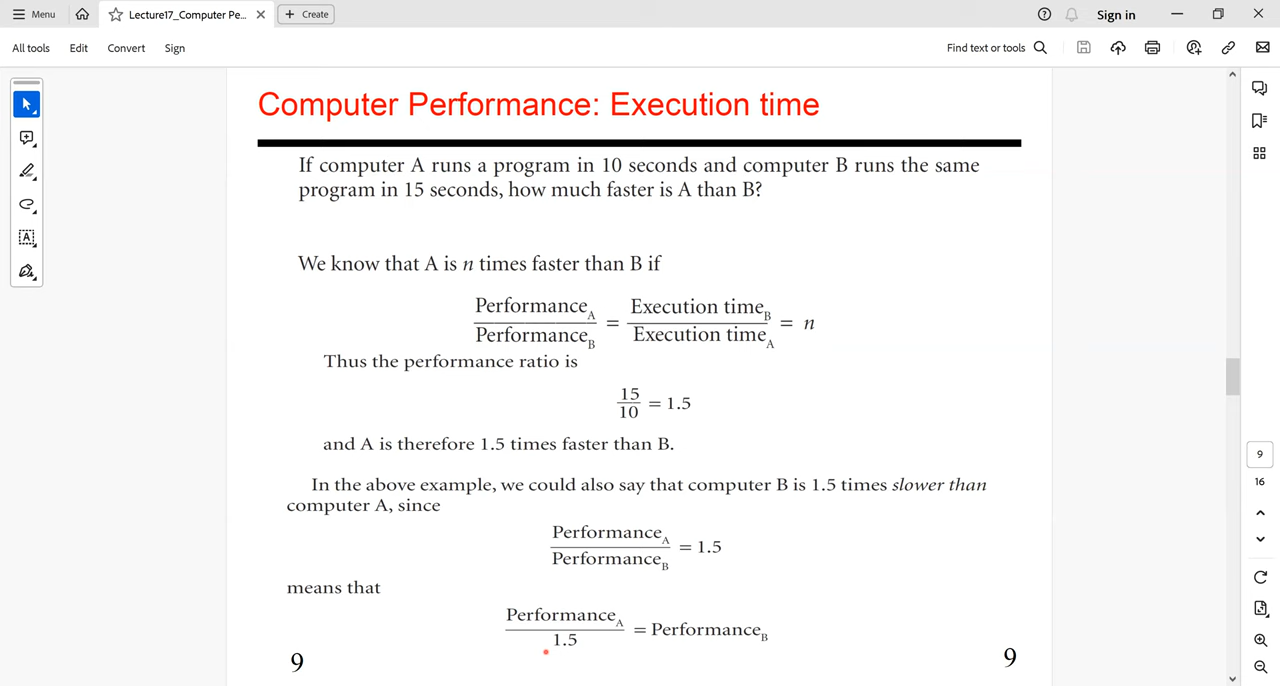 Menu
Lecture17_Computer Pe...
Create
Sign in
All tools
Edit
Convert
Sign
Find text or tools
Computer Performance: Execution time
If computer A runs a program in 10 seconds and computer B runs the same
program in 15 seconds, how much faster is A than B?
We know that A is n times faster than B if
Performance_A / Performance_B = Execution time_B / Execution time_A = n
Thus the performance ratio is
15 / 10 = 1.5
and A is therefore 1.5 times faster than B.
In the above example, we could also say that computer B is 1.5 times slower than
computer A, since
Performance_A / Performance_B = 1.5
means that
Performance_A / 1.5 = Performance_B
9
9
9
16